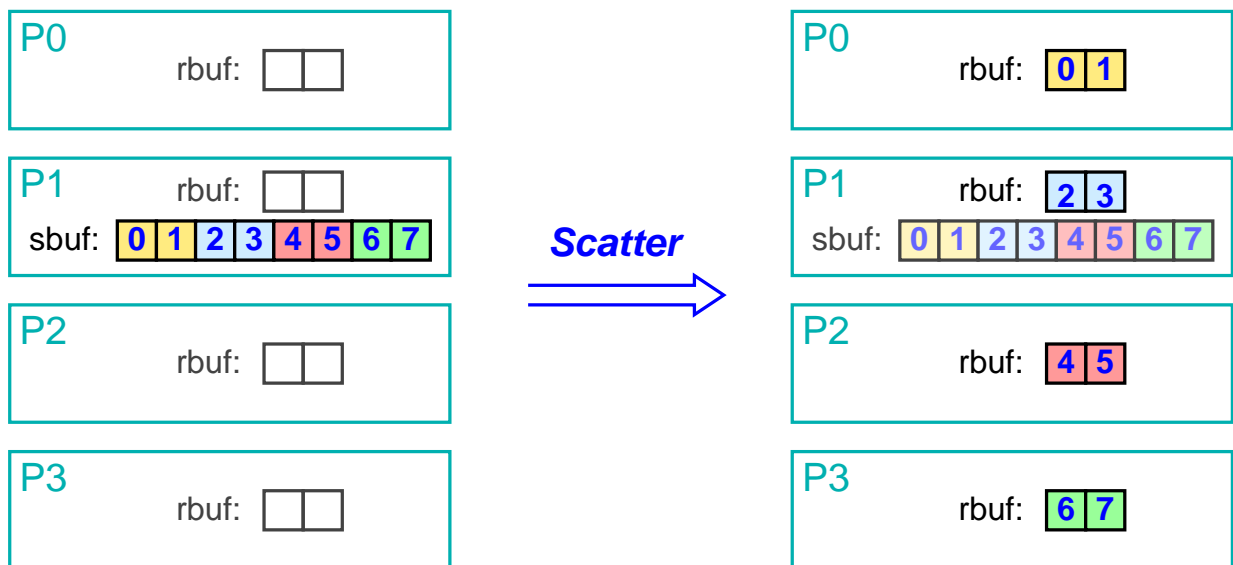 P0
rbuf:
P1
rbuf:
sbuf: 0 1 2 3 4 5 6 7
P2
rbuf:
P3
rbuf:
Scatter
P0
rbuf: 0 1
P1
rbuf: 2 3
sbuf: 0 1 2 3 4 5 6 7
P2
rbuf: 4 5
P3
rbuf: 6 7